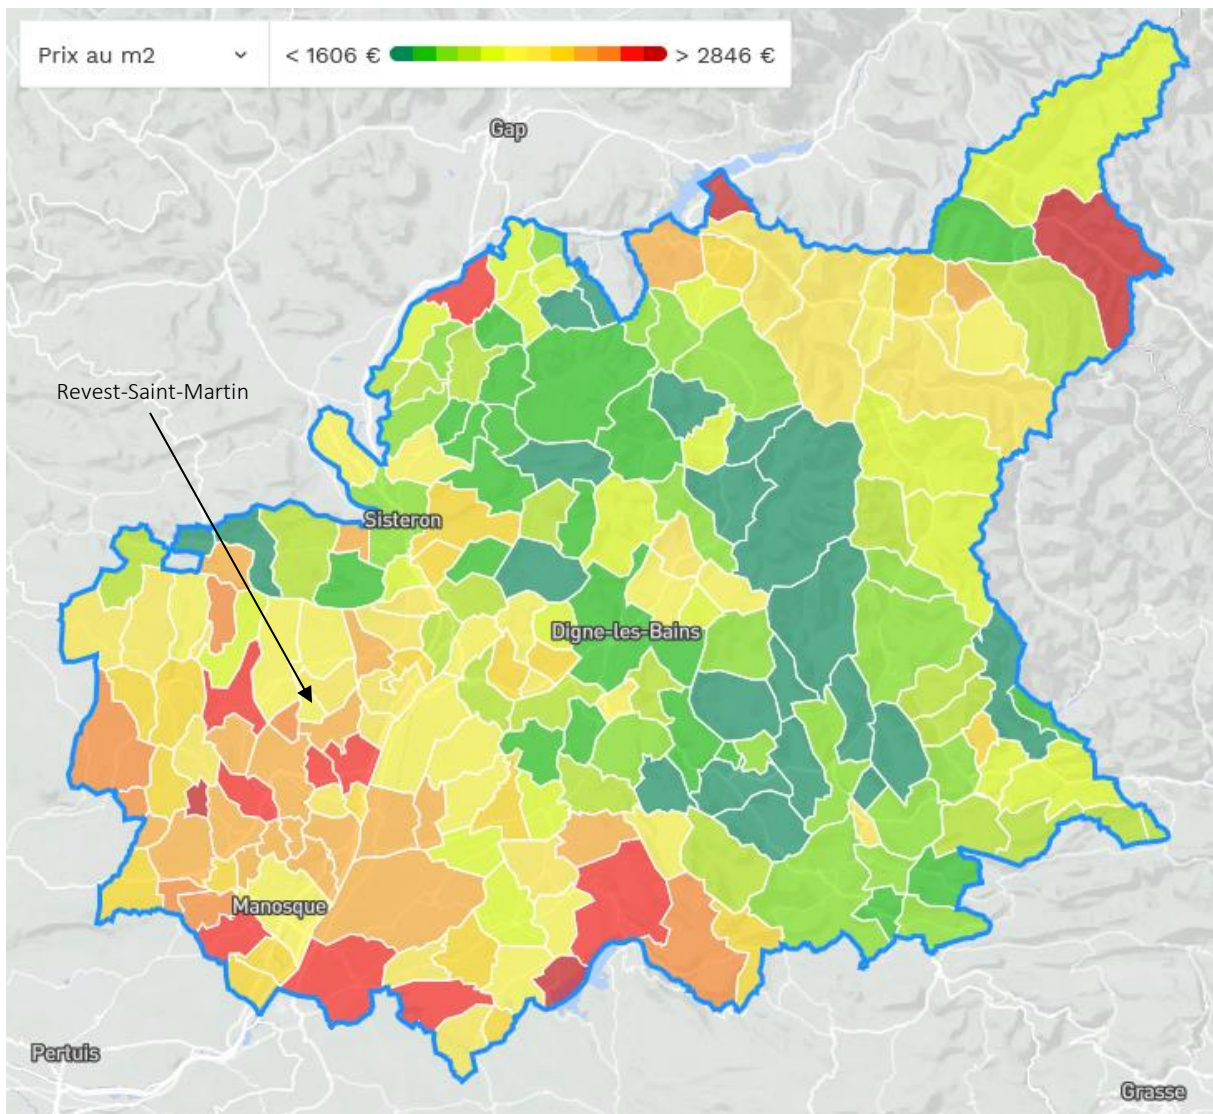 Prix au m2
< 1606 €
> 2846 €
Gap
Revest-Saint-Martin
Sisteron
Digne-les-Bains
Manosque
Pertuis
Grasse